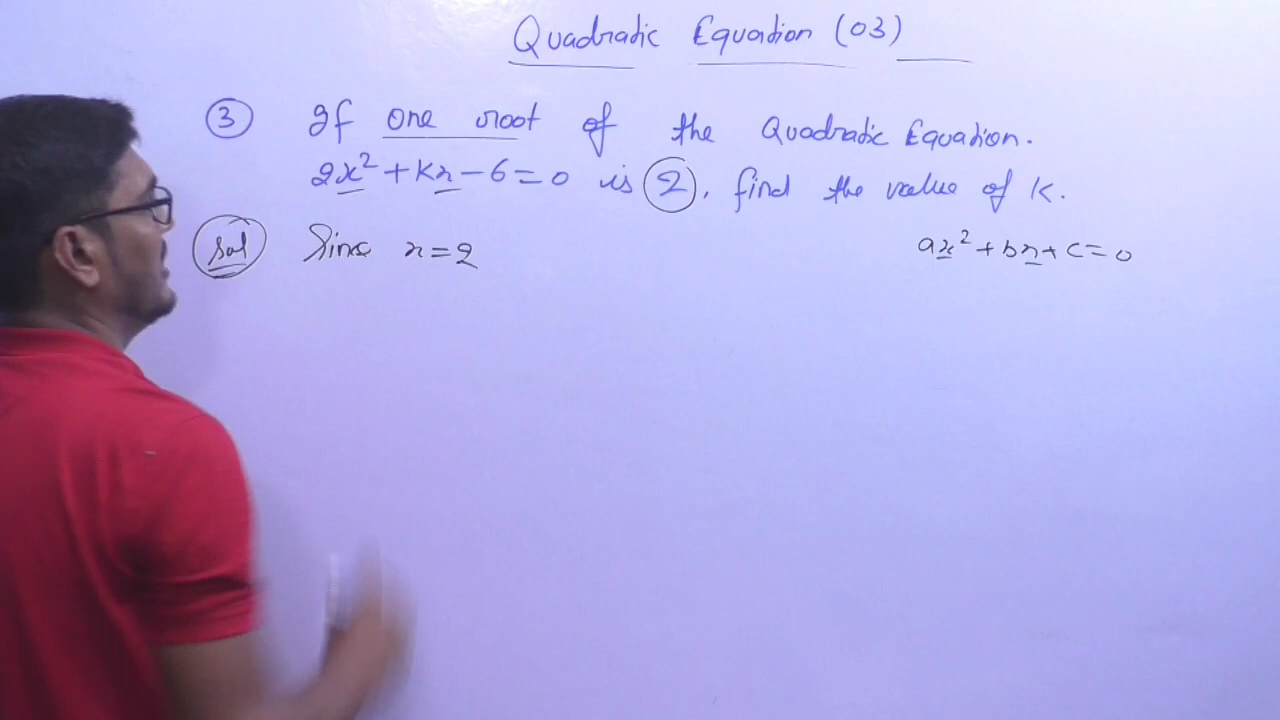 Quadratic Equation (03)
③ If one root of the Quadratic Equation.
2x²+kx-6=0 is 2, find the value of k.
Sol Since x=2
ax²+bx+c=0